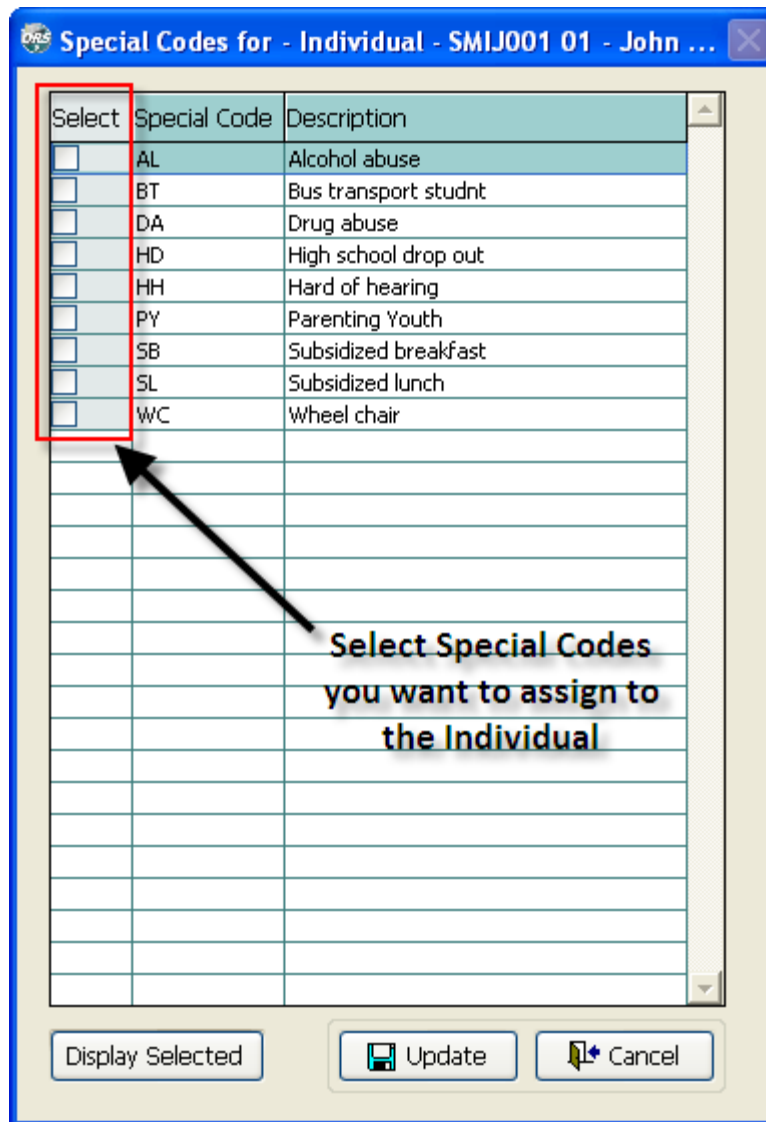 ORS Special Codes for - Individual - SMIJ001 01 - John ...
Select Special Code Description
AL Alcohol abuse
BT Bus transport studnt
DA Drug abuse
HD High school drop out
HH Hard of hearing
PY Parenting Youth
SB Subsidized breakfast
SL Subsidized lunch
WC Wheel chair
Select Special Codes
you want to assign to
the Individual
Display Selected Update Cancel